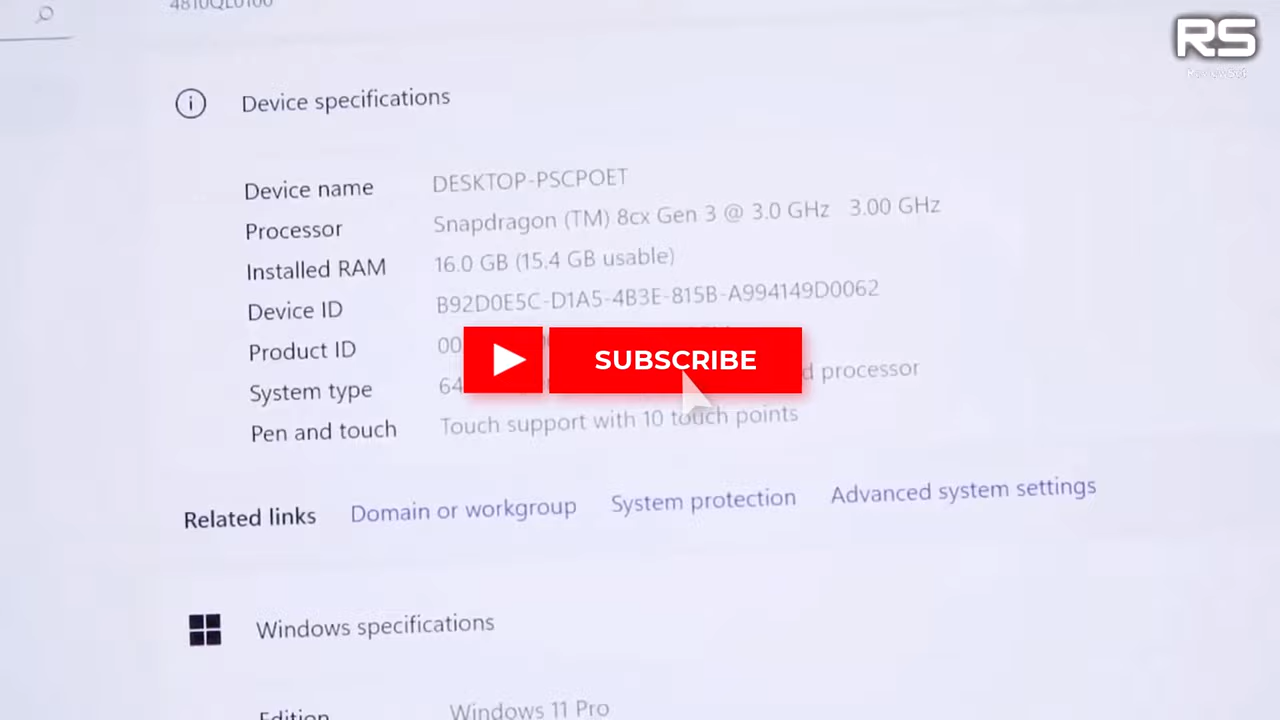 RS
Device specifications
Device name DESKTOP-PSCPOET
Processor Snapdragon (TM) 8cx Gen 3 @ 3.0 GHz 3.00 GHz
Installed RAM 16.0 GB (15.4 GB usable)
Device ID B92D0E5C-D1A5-4B3E-815B-A994149D0062
Product ID 00
SUBSCRIBE
System type 64 d processor
Pen and touch Touch support with 10 touch points
Related links Domain or workgroup System protection Advanced system settings
Windows specifications
Edition Windows 11 Pro